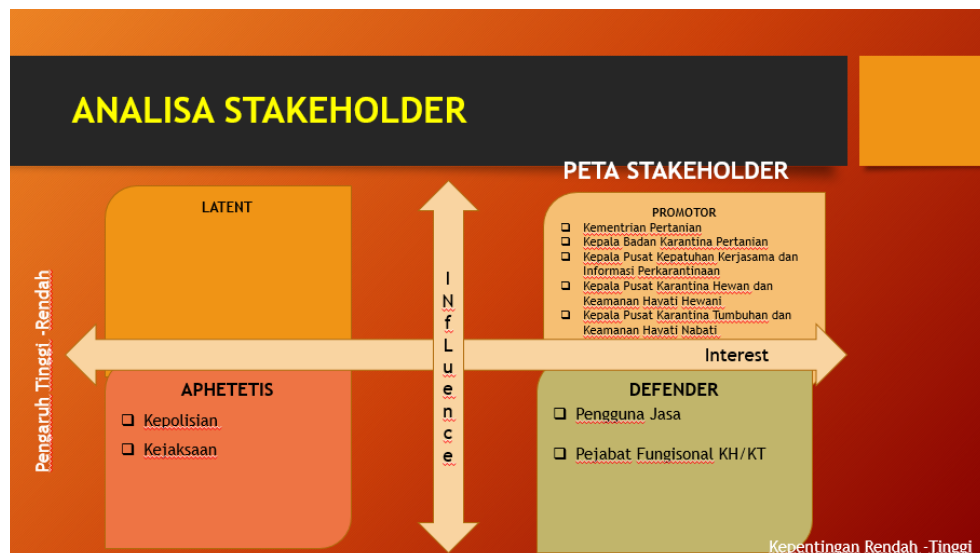 ANALISA STAKEHOLDER
PETA STAKEHOLDER
LATENT
PROMOTOR
❑ Kementrian Pertanian
❑ Kepala Badan Karantina Pertanian
❑ Kepala Pusat Kepatuhan Kerjasama dan
Informasi Perkarantinaan
❑ Kepala Pusat Karantina Hewan dan
Keamanan Hayati Hewani
❑ Kepala Pusat Karantina Tumbuhan dan
Keamanan Hayati Nabati
INfLuence
Interest
Pengaruh Tinggi -Rendah
APHETETIS
❑ Kepolisian
❑ Kejaksaan
DEFENDER
❑ Pengguna Jasa
❑ Pejabat Fungisonal KH/KT
Kepentingan Rendah -Tinggi